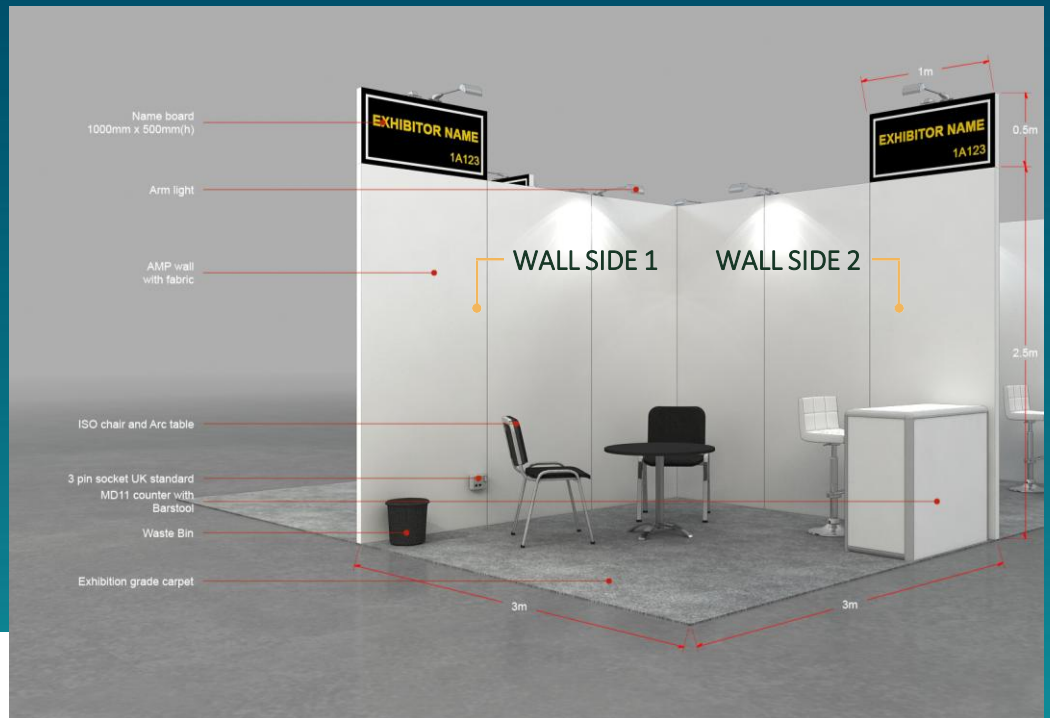 1m
Name board
1000mm x 500mm(h)
EXHIBITOR NAME
1A123
EXHIBITOR NAME
1A123
0.5m
Arm light
AMP wall
with fabric
WALL SIDE 1
WALL SIDE 2
2.5m
ISO chair and Arc table
3 pin socket UK standard
MD11 counter with
Barstool
Waste Bin
Exhibition grade carpet
3m
3m